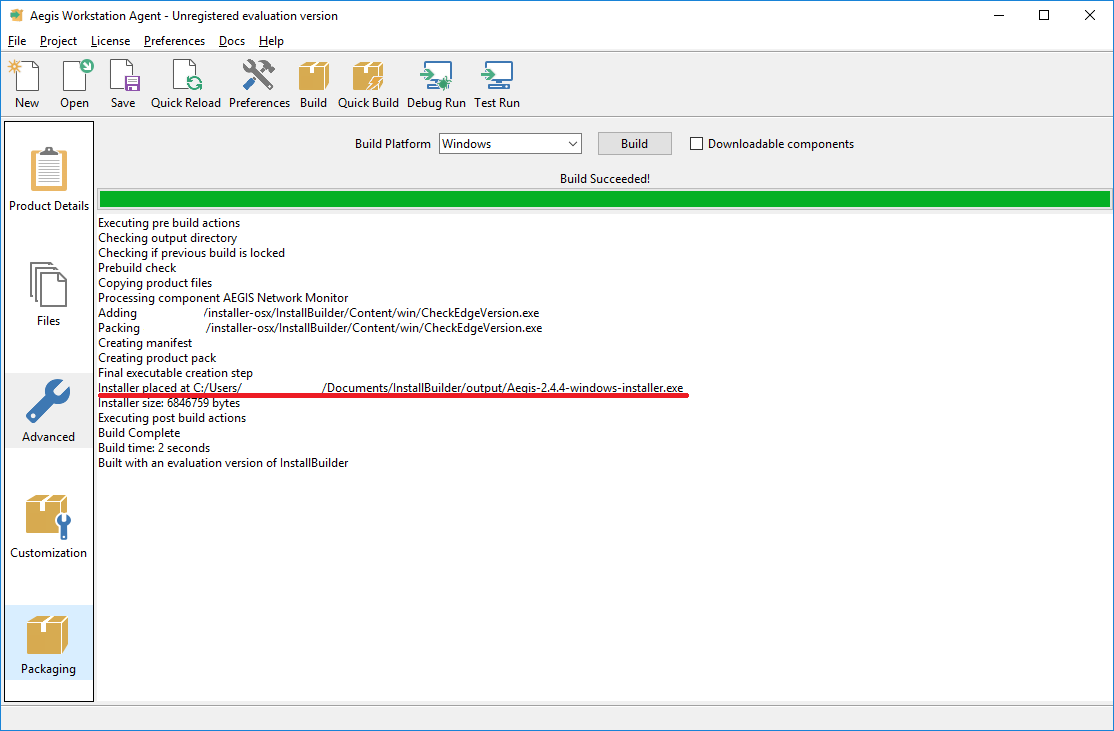 Aegis Workstation Agent - Unregistered evaluation version
File Project License Preferences Docs Help
New Open Save Quick Reload Preferences Build Quick Build Debug Run Test Run
Build Platform Windows Build Downloadable components
Build Succeeded!
Product Details
Files
Advanced
Customization
Packaging
Executing pre build actions
Checking output directory
Checking if previous build is locked
Prebuild check
Copying product files
Processing component AEGIS Network Monitor
Adding /installer-osx/InstallBuilder/Content/win/CheckEdgeVersion.exe
Packing /installer-osx/InstallBuilder/Content/win/CheckEdgeVersion.exe
Creating manifest
Creating product pack
Final executable creation step
Installer placed at C:/Users/ /Documents/InstallBuilder/output/Aegis-2.4.4-windows-installer.exe
Installer size: 6846759 bytes
Executing post build actions
Build Complete
Build time: 2 seconds
Built with an evaluation version of InstallBuilder